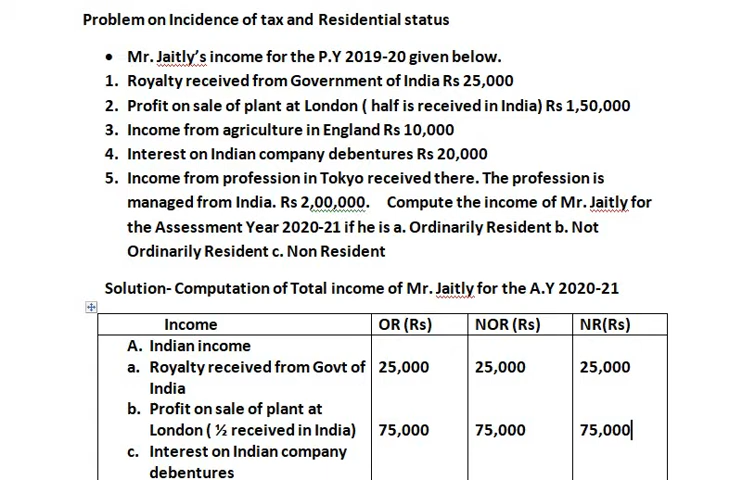 Problem on Incidence of tax and Residential status
• Mr. Jaitly's income for the P.Y 2019-20 given below.
1. Royalty received from Government of India Rs 25,000
2. Profit on sale of plant at London ( half is received in India) Rs 1,50,000
3. Income from agriculture in England Rs 10,000
4. Interest on Indian company debentures Rs 20,000
5. Income from profession in Tokyo received there. The profession is
managed from India. Rs 2,00,000. Compute the income of Mr. Jaitly for
the Assessment Year 2020-21 if he is a. Ordinarily Resident b. Not
Ordinarily Resident c. Non Resident
Solution- Computation of Total income of Mr. Jaitly for the A.Y 2020-21
Income OR (Rs) NOR (Rs) NR(Rs)
A. Indian income
a. Royalty received from Govt of 25,000 25,000 25,000
India
b. Profit on sale of plant at
London ( ½ received in India) 75,000 75,000 75,000
c. Interest on Indian company
debentures